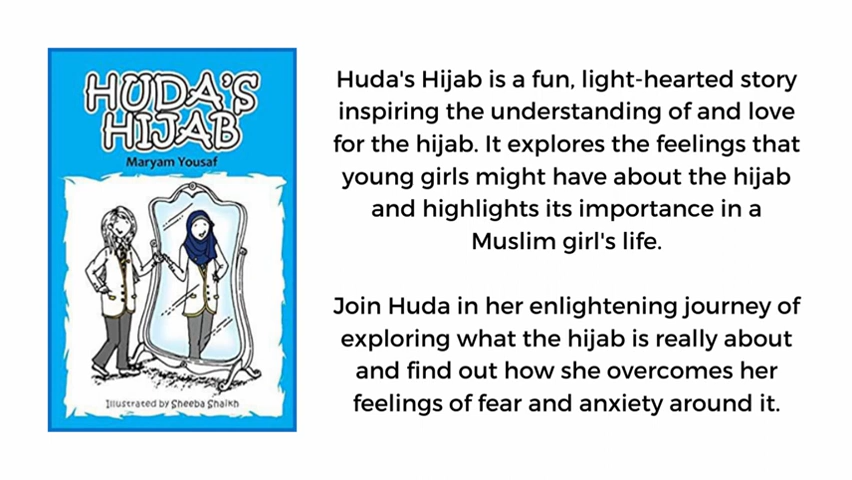 HUDA'S
HIJAB
Maryam Yousaf
Illustrated by Sheeba Shaikh
Huda's Hijab is a fun, light-hearted story
inspiring the understanding of and love
for the hijab. It explores the feelings that
young girls might have about the hijab
and highlights its importance in a
Muslim girl's life.
Join Huda in her enlightening journey of
exploring what the hijab is really about
and find out how she overcomes her
feelings of fear and anxiety around it.